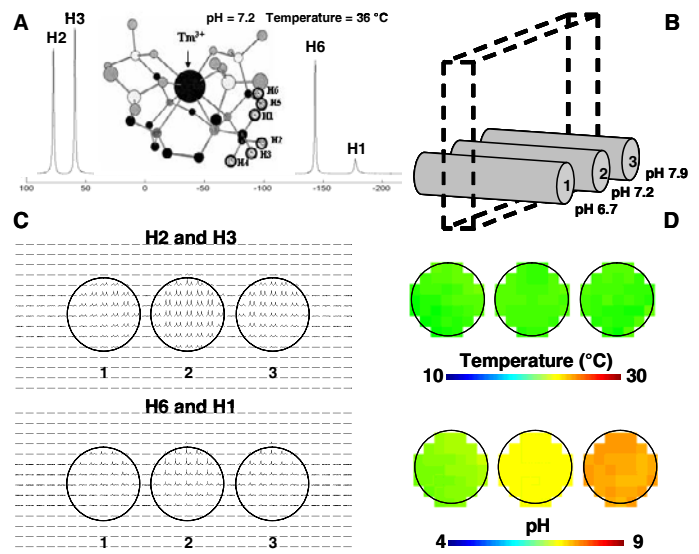 A
pH = 7.2 Temperature = 36 °C
H3
H2
Tm³⁺
H6
H5
H1
H2
H3
H4
H6
H1
100 50 0 -50 -100 -150 -200
B
1
2
3
pH 7.9
pH 7.2
pH 6.7
C
H2 and H3
1 2 3
H6 and H1
1 2 3
D
Temperature (°C)
10 30
pH
4 9